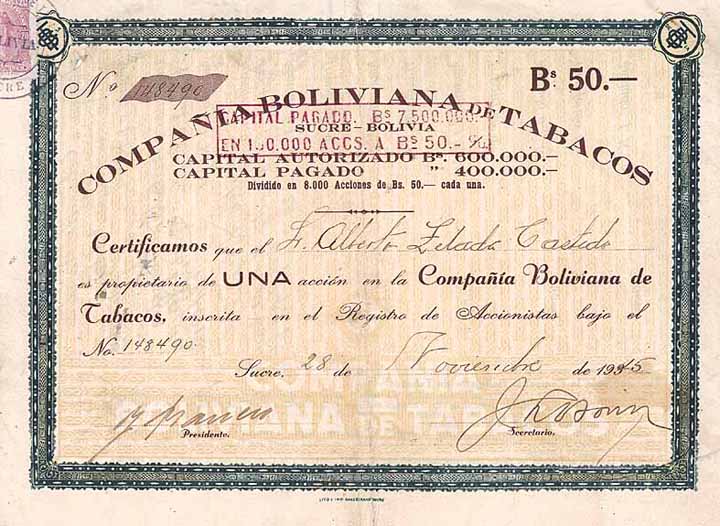 No 148490
Bs. 50.—
COMPAÑIA BOLIVIANA DE TABACOS
CAPITAL PAGADO. Bs 7,500.000.
SUCRE - BOLIVIA
EN 150.000 ACCS. A Bs 50.- %
CAPITAL AUTORIZADO Bs. 600.000.—
CAPITAL PAGADO " 400.000.—
Dividido en 8.000 Acciones de Bs. 50.— cada una.
Certificamos que el Sr. Alberto Zelada Castedo
es propietario de UNA acción en la Compañía Boliviana de
Tabacos, inscrita en el Registro de Accionistas bajo el
No. 148490.
Sucre, 28 de Noviembre de 1945
Presidente.
Secretario.
COMPAÑIA
BOLIVIANA DE TABACOS